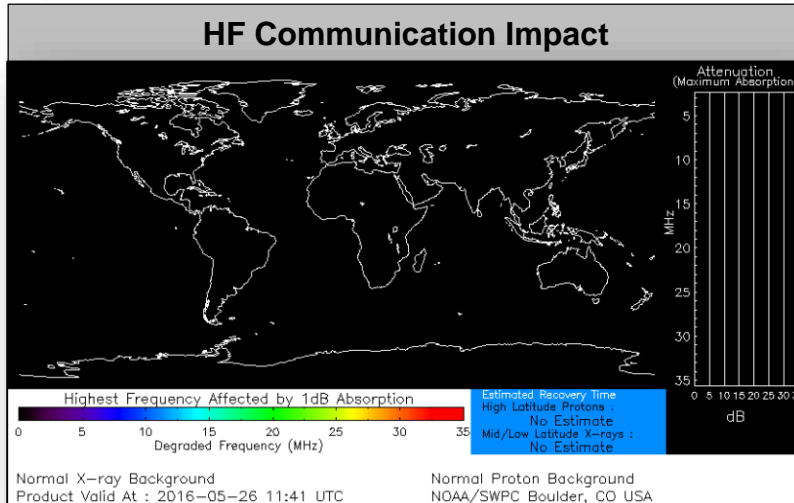 HF Communication Impact
Attenuation
(Maximum Absorption
5
10
15
20
25
30
35
MHz
0 5 10 15 20 25 30
dB
Highest Frequency Affected by 1dB Absorption
0 5 10 15 20 25 30 35
Degraded Frequency (MHz)
Estimated Recovery Time
High Latitude Protons :
No Estimate
Mid/Low Latitude X-rays :
No Estimate
Normal X-ray Background
Product Valid At : 2016-05-26 11:41 UTC
Normal Proton Background
NOAA/SWPC Boulder, CO USA